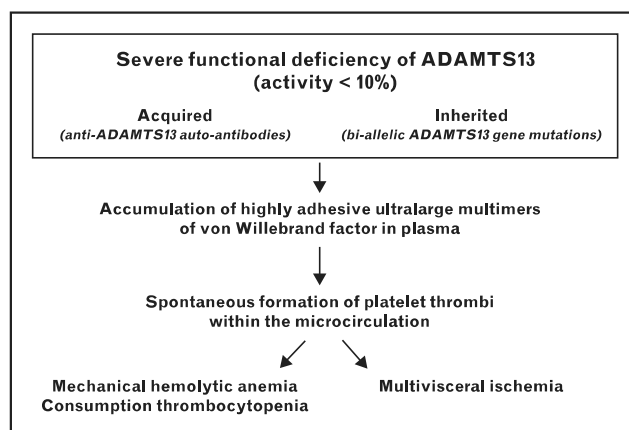 Severe functional deficiency of ADAMTS13
(activity < 10%)
Acquired
(anti-ADAMTS13 auto-antibodies)
Inherited
(bi-allelic ADAMTS13 gene mutations)
Accumulation of highly adhesive ultralarge multimers
of von Willebrand factor in plasma
Spontaneous formation of platelet thrombi
within the microcirculation
Mechanical hemolytic anemia
Consumption thrombocytopenia
Multivisceral ischemia